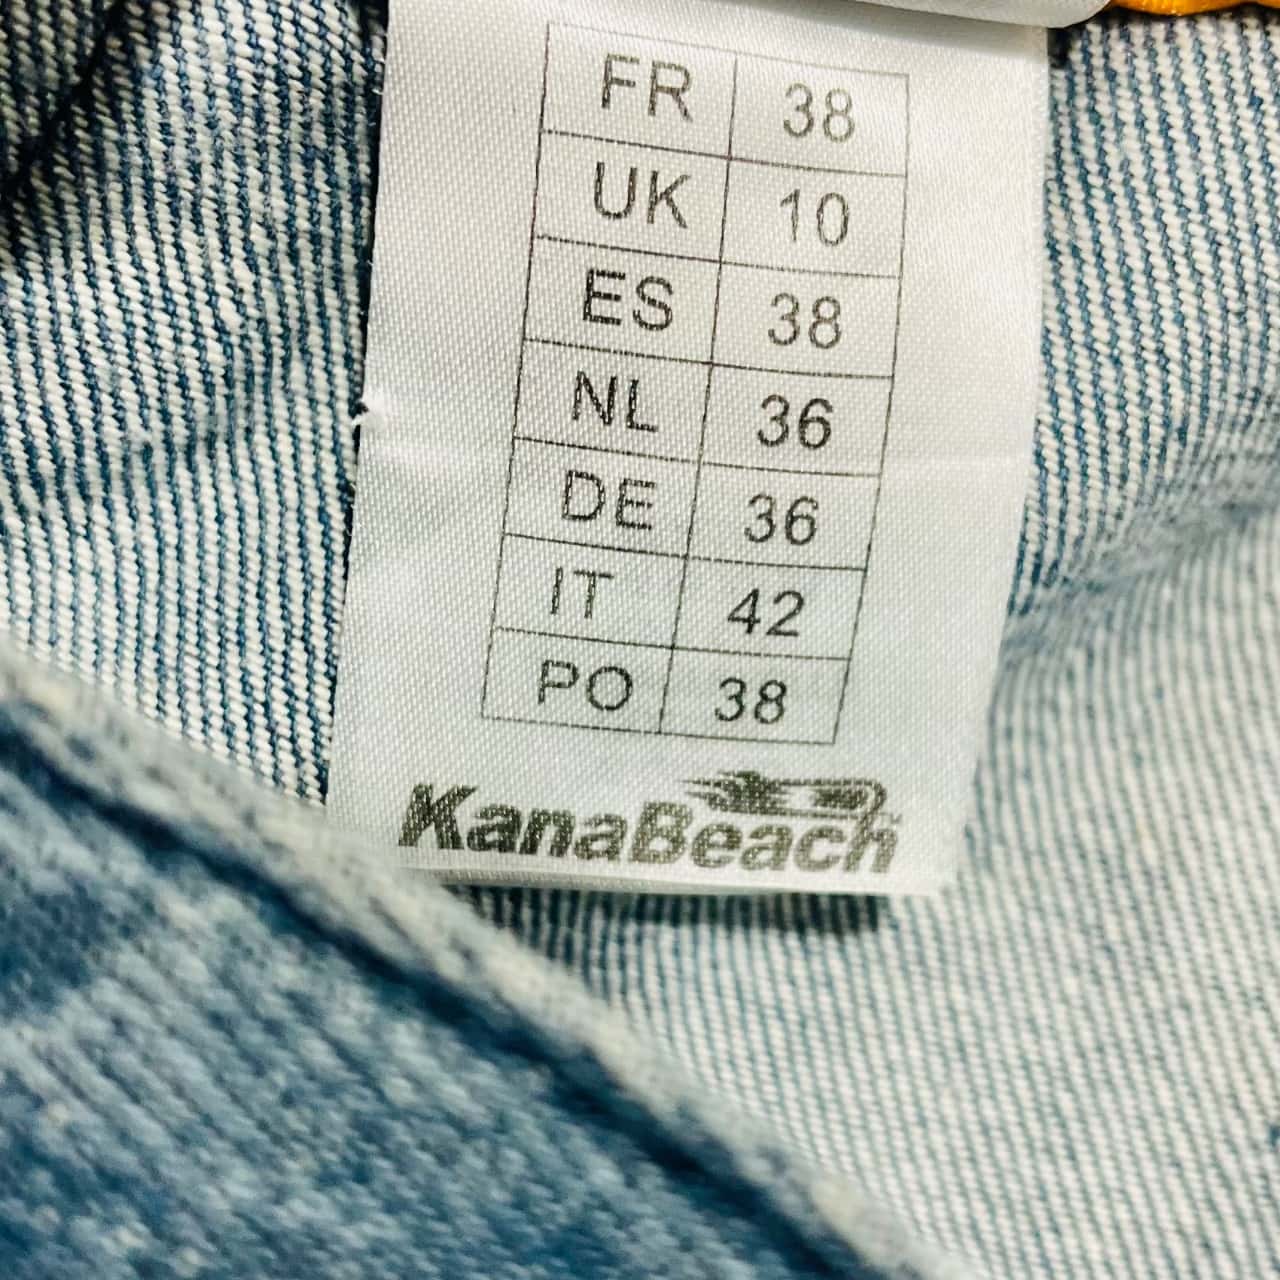 FR 38
UK 10
ES 38
NL 36
DE 36
IT 42
PO 38
KanaBeach